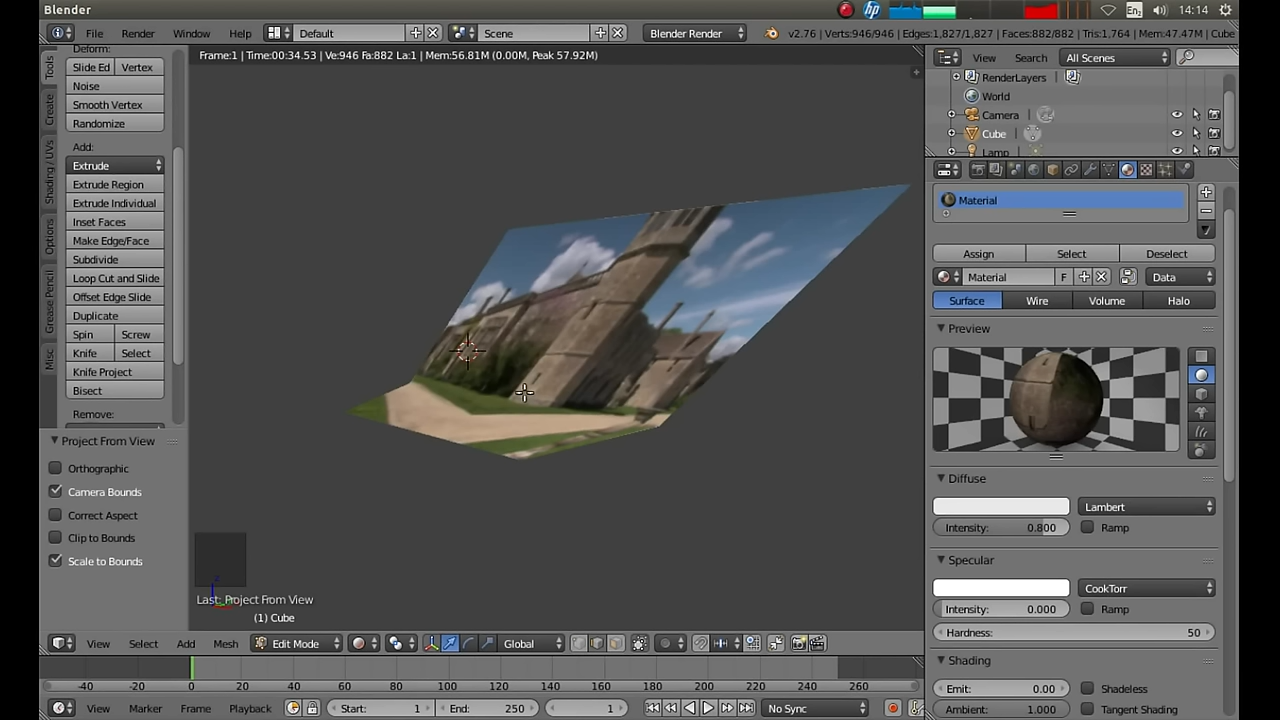 Blender
En₂
14:14
File Render Window Help
Default
Scene
Blender Render
v2.76 | Verts:946/946 | Edges:1,827/1,827 | Faces:882/882 | Tris:1,764 | Mem:47.47M | Cube
Frame:1 | Time:00:34.53 | Ve:946 Fa:882 La:1 | Mem:56.81M (0.00M, Peak 57.92M)
Tools
Create
Shading / UVs
Options
Grease Pencil
Misc
Deform:
Slide Ed Vertex
Noise
Smooth Vertex
Randomize
Add:
Extrude
Extrude Region
Extrude Individual
Inset Faces
Make Edge/Face
Subdivide
Loop Cut and Slide
Offset Edge Slide
Duplicate
Spin Screw
Knife Select
Knife Project
Bisect
Remove:
Project From View
Orthographic
Camera Bounds
Correct Aspect
Clip to Bounds
Scale to Bounds
Last: Project From View
(1) Cube
View Select Add Mesh Edit Mode Global
-40 -20 0 20 40 60 80 100 120 140 160 180 200 220 240 260
View Marker Frame Playback Start: 1 End: 250 1 No Sync
View Search All Scenes
RenderLayers
World
Camera
Cube
Lamp
Material
Assign Select Deselect
Material F Data
Surface Wire Volume Halo
Preview
Diffuse
Lambert
Intensity: 0.800 Ramp
Specular
CookTorr
Intensity: 0.000 Ramp
Hardness: 50
Shading
Emit: 0.00 Shadeless
Ambient: 1.000 Tangent Shading